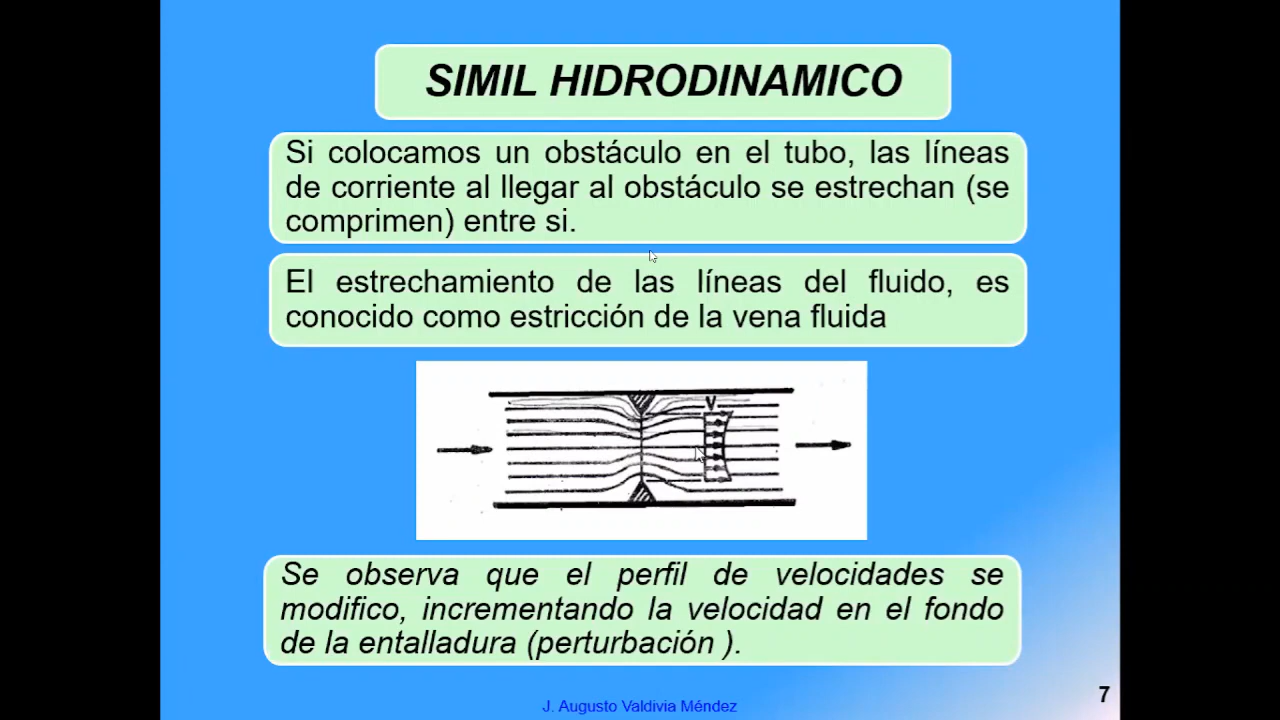 SIMIL HIDRODINAMICO
Si colocamos un obstáculo en el tubo, las líneas
de corriente al llegar al obstáculo se estrechan (se
comprimen) entre si.
El estrechamiento de las líneas del fluido, es
conocido como estricción de la vena fluida
V
Se observa que el perfil de velocidades se
modifico, incrementando la velocidad en el fondo
de la entalladura (perturbación ).
J. Augusto Valdivia Méndez
7